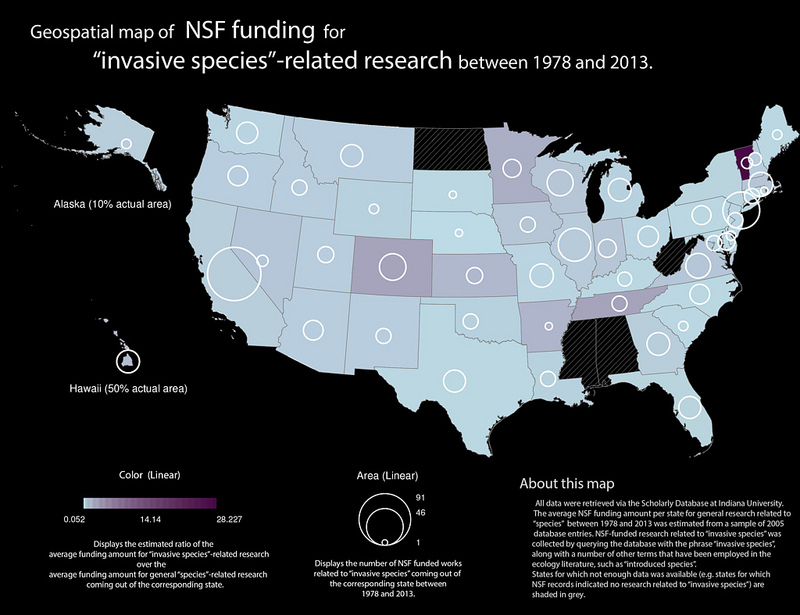 Geospatial map of NSF funding for
“invasive species”-related research between 1978 and 2013.
Alaska (10% actual area)
Hawaii (50% actual area)
Color (Linear)
0.052 14.14 28.227
Displays the estimated ratio of the
average funding amount for “invasive species”-related research
over the
average funding amount for general “species”-related research
coming out of the corresponding state.
Area (Linear)
91
46
1
Displays the number of NSF funded works
related to “invasive species” coming out of
the corresponding state between
1978 and 2013.
About this map
All data were retrieved via the Scholarly Database at Indiana University.
The average NSF funding amount per state for general research related to
“species” between 1978 and 2013 was estimated from a sample of 2005
database entries. NSF-funded research related to “invasive species” was
collected by querying the database with the phrase “invasive species”,
along with a number of other terms that have been employed in the
ecology literature, such as “introduced species”.
States for which not enough data was available (e.g. states for which
NSF records indicated no research related to “invasive species”) are
shaded in grey.